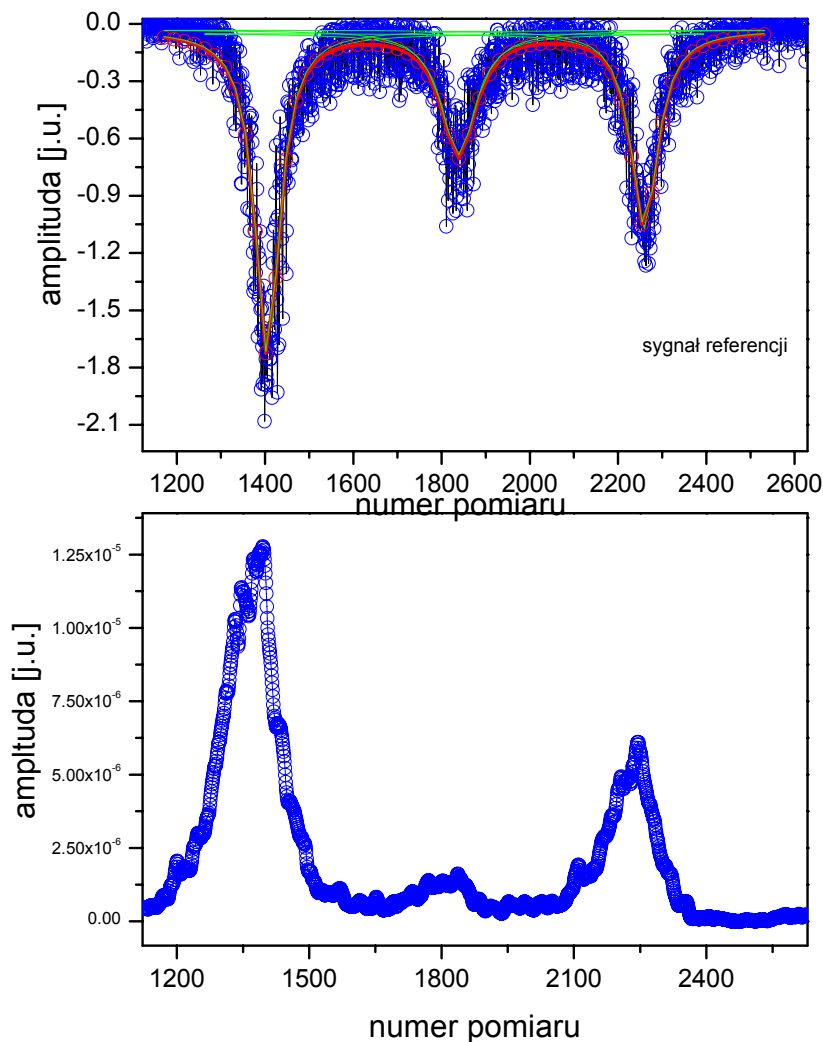 0.0
-0.3
-0.6
-0.9
-1.2
-1.5
-1.8
-2.1
amplituda [j.u.]
sygnał referencji
1200 1400 1600 1800 2000 2200 2400 2600
numer pomiaru
1.25x10-5
1.00x10-5
7.50x10-6
5.00x10-6
2.50x10-6
0.00
ampltuda [j.u.]
1200 1500 1800 2100 2400
numer pomiaru